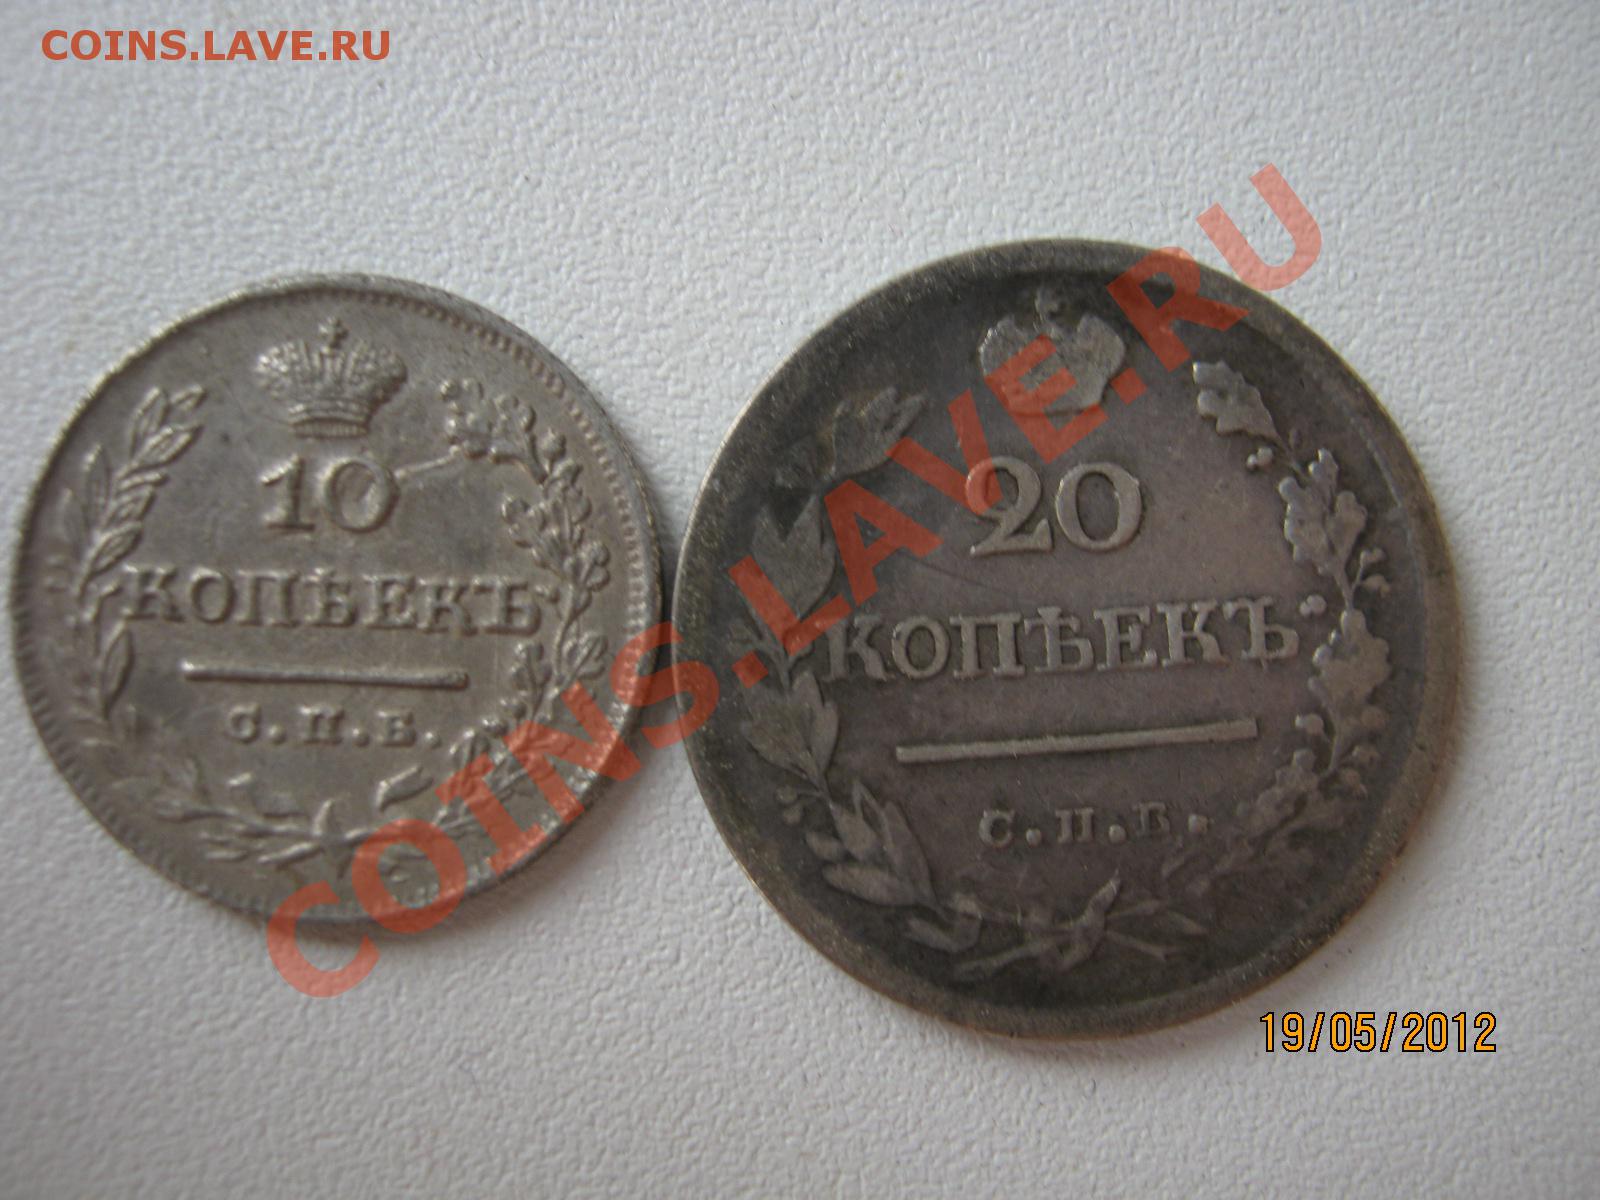 COINS.LAVE.RU
10
КОПѢЕКЪ
С.П.Б.
20
КОПѢЕКЪ
С.П.Б.
COINS.LAVE.RU
19/05/2012